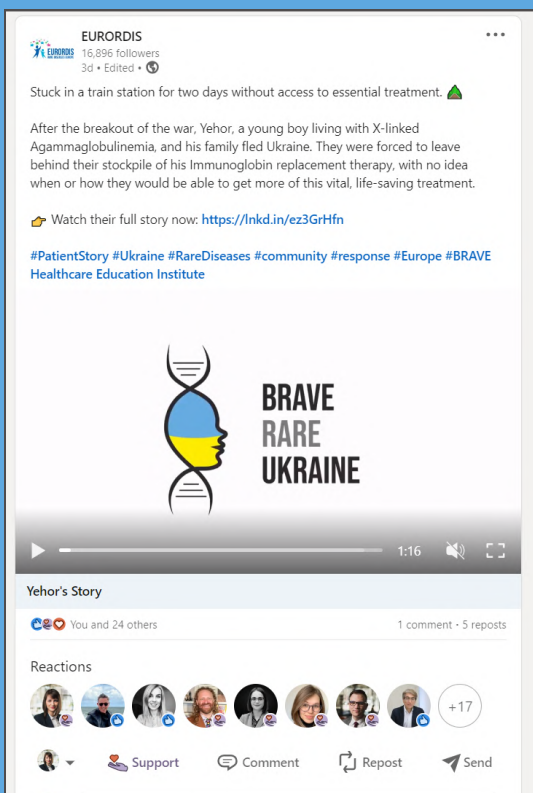 EURORDIS
16,896 followers
3d • Edited •
EURORDIS
Stuck in a train station for two days without access to essential treatment.
After the breakout of the war, Yehor, a young boy living with X-linked
Agammaglobulinemia, and his family fled Ukraine. They were forced to leave
behind their stockpile of his Immunoglobin replacement therapy, with no idea
when or how they would be able to get more of this vital, life-saving treatment.
👉 Watch their full story now: https://lnkd.in/ez3GrHfn
#PatientStory #Ukraine #RareDiseases #community #response #Europe #BRAVE
Healthcare Education Institute
BRAVE
RARE
UKRAINE
1:16
Yehor's Story
You and 24 others
1 comment • 5 reposts
Reactions
+17
Support
Comment
Repost
Send